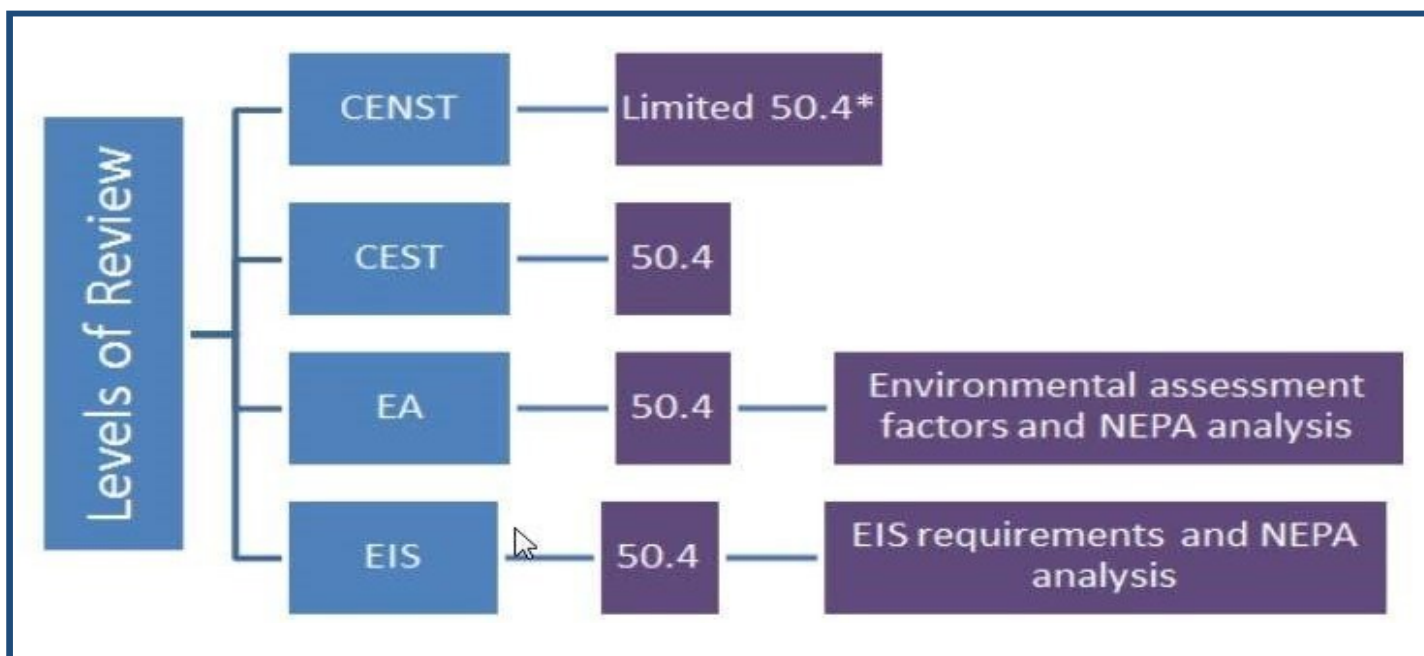 Levels of Review
CENST
Limited 50.4*
CEST
50.4
EA
50.4
Environmental assessment
factors and NEPA analysis
EIS
50.4
EIS requirements and NEPA
analysis